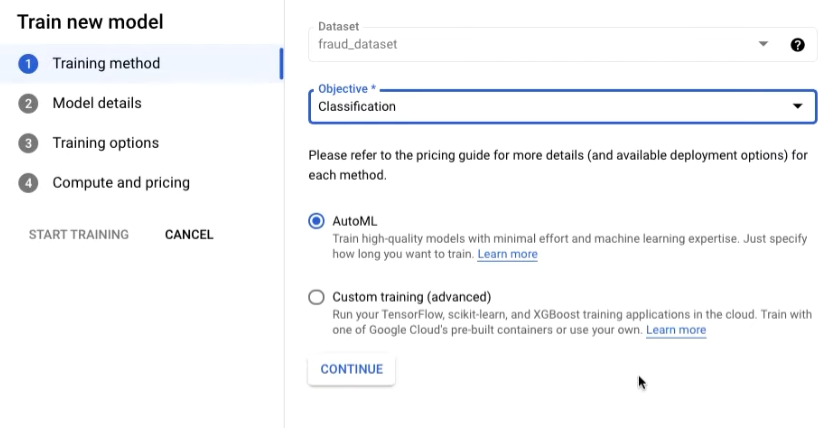 Train new model
1 Training method
2 Model details
3 Training options
4 Compute and pricing
START TRAINING CANCEL
Dataset
fraud_dataset
?
Objective *
Classification
Please refer to the pricing guide for more details (and available deployment options) for
each method.
AutoML
Train high-quality models with minimal effort and machine learning expertise. Just specify
how long you want to train. Learn more
Custom training (advanced)
Run your TensorFlow, scikit-learn, and XGBoost training applications in the cloud. Train with
one of Google Cloud's pre-built containers or use your own. Learn more
CONTINUE